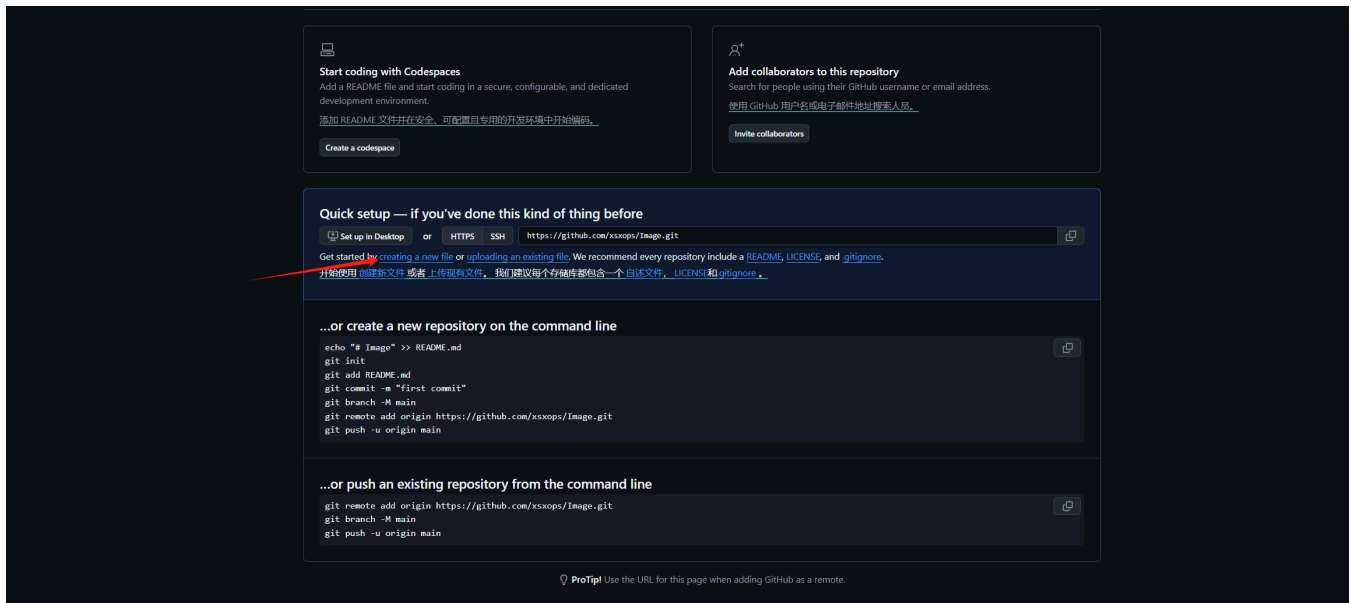 Start coding with Codespaces
Add a README file and start coding in a secure, configurable, and dedicated
development environment.
添加 README 文件并在安全、可配置且专用的开发环境中开始编码。
Create a codespace
Add collaborators to this repository
Search for people using their GitHub username or email address.
使用 GitHub 用户名或电子邮件地址搜索人员。
Invite collaborators
Quick setup — if you've done this kind of thing before
Set up in Desktop or HTTPS SSH https://github.com/xsxops/Image.git
Get started by creating a new file or uploading an existing file. We recommend every repository include a README, LICENSE, and .gitignore.
开始使用 创建新文件 或者 上传现有文件。 我们建议每个存储库都包含一个 自述文件， LICENSE和.gitignore 。
…or create a new repository on the command line
echo "# Image" >> README.md
git init
git add README.md
git commit -m "first commit"
git branch -M main
git remote add origin https://github.com/xsxops/Image.git
git push -u origin main
…or push an existing repository from the command line
git remote add origin https://github.com/xsxops/Image.git
git branch -M main
git push -u origin main
ProTip! Use the URL for this page when adding GitHub as a remote.